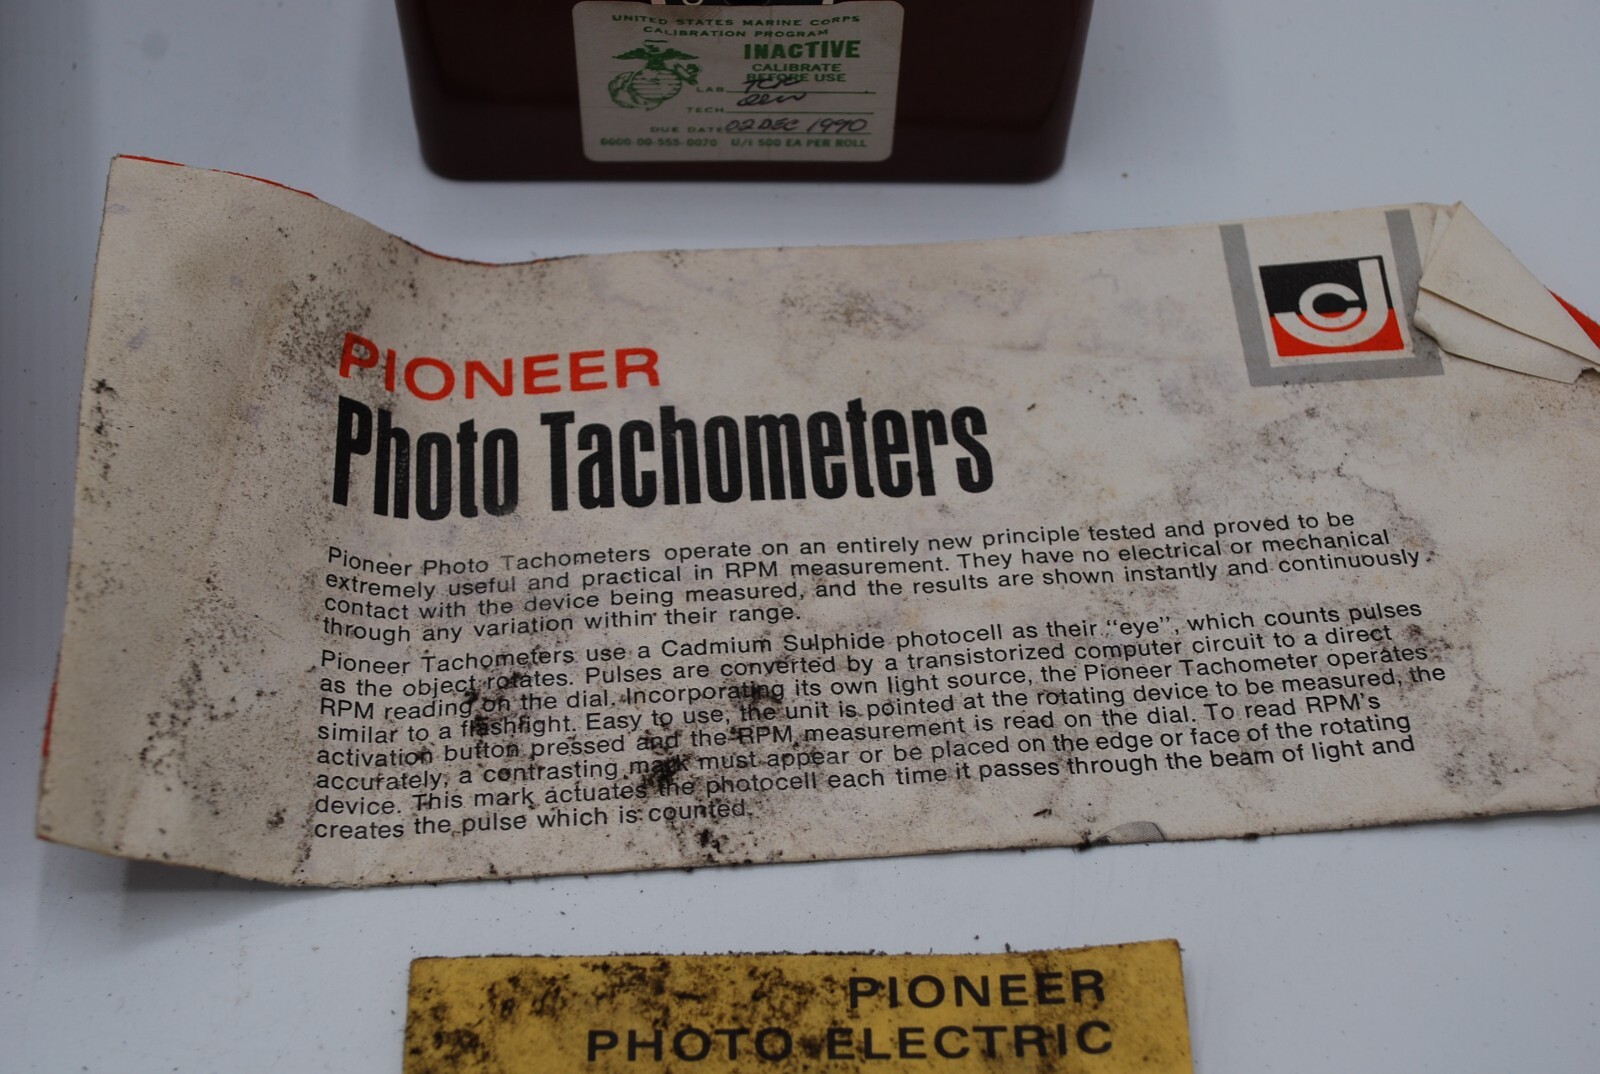 UNITED STATES MARINE CORPS
CALIBRATION PROGRAM
INACTIVE
CALIBRATE
BEFORE USE
LAB
TECH
DUE DATE 02 DEC 1990
6600-00-555-0070 U/I 500 EA PER ROLL
PIONEER
Photo Tachometers
Pioneer Photo Tachometers operate on an entirely new principle tested and proved to be
extremely useful and practical in RPM measurement. They have no electrical or mechanical
contact with the device being measured, and the results are shown instantly and continuously
through any variation within their range.
Pioneer Tachometers use a Cadmium Sulphide photocell as their "eye", which counts pulses
as the object rotates. Pulses are converted by a transistorized computer circuit to a direct
RPM reading on the dial. Incorporating its own light source, the Pioneer Tachometer operates
similar to a flashlight. Easy to use, the unit is pointed at the rotating device to be measured, the
activation button pressed and the RPM measurement is read on the dial. To read RPM's
accurately, a contrasting mark must appear or be placed on the edge or face of the rotating
device. This mark actuates the photocell each time it passes through the beam of light and
creates the pulse which is counted.
PIONEER
PHOTO ELECTRIC